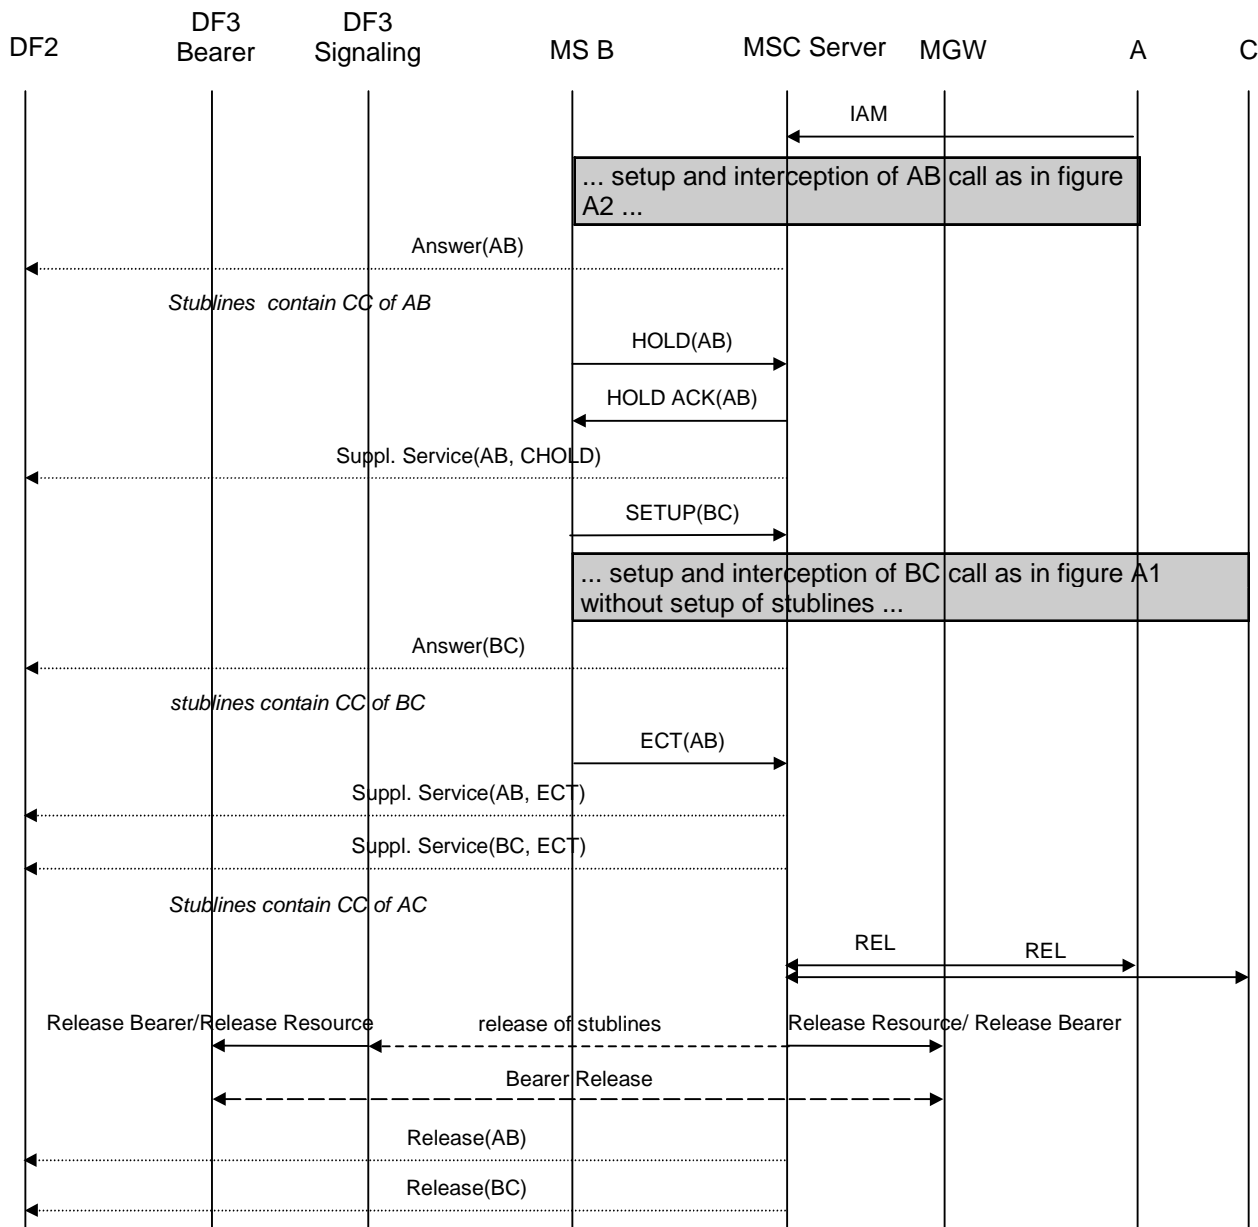 DF2
DF3
Bearer
DF3
Signaling
MS B
MSC Server
MGW
A
C
IAM
... setup and interception of AB call as in figure
A2 ...
Answer(AB)
Stublines contain CC of AB
HOLD(AB)
HOLD ACK(AB)
Suppl. Service(AB, CHOLD)
SETUP(BC)
... setup and interception of BC call as in figure A1
without setup of stublines ...
Answer(BC)
stublines contain CC of BC
ECT(AB)
Suppl. Service(AB, ECT)
Suppl. Service(BC, ECT)
Stublines contain CC of AC
REL
REL
Release Bearer/Release Resource
release of stublines
Release Resource/ Release Bearer
Bearer Release
Release(AB)
Release(BC)